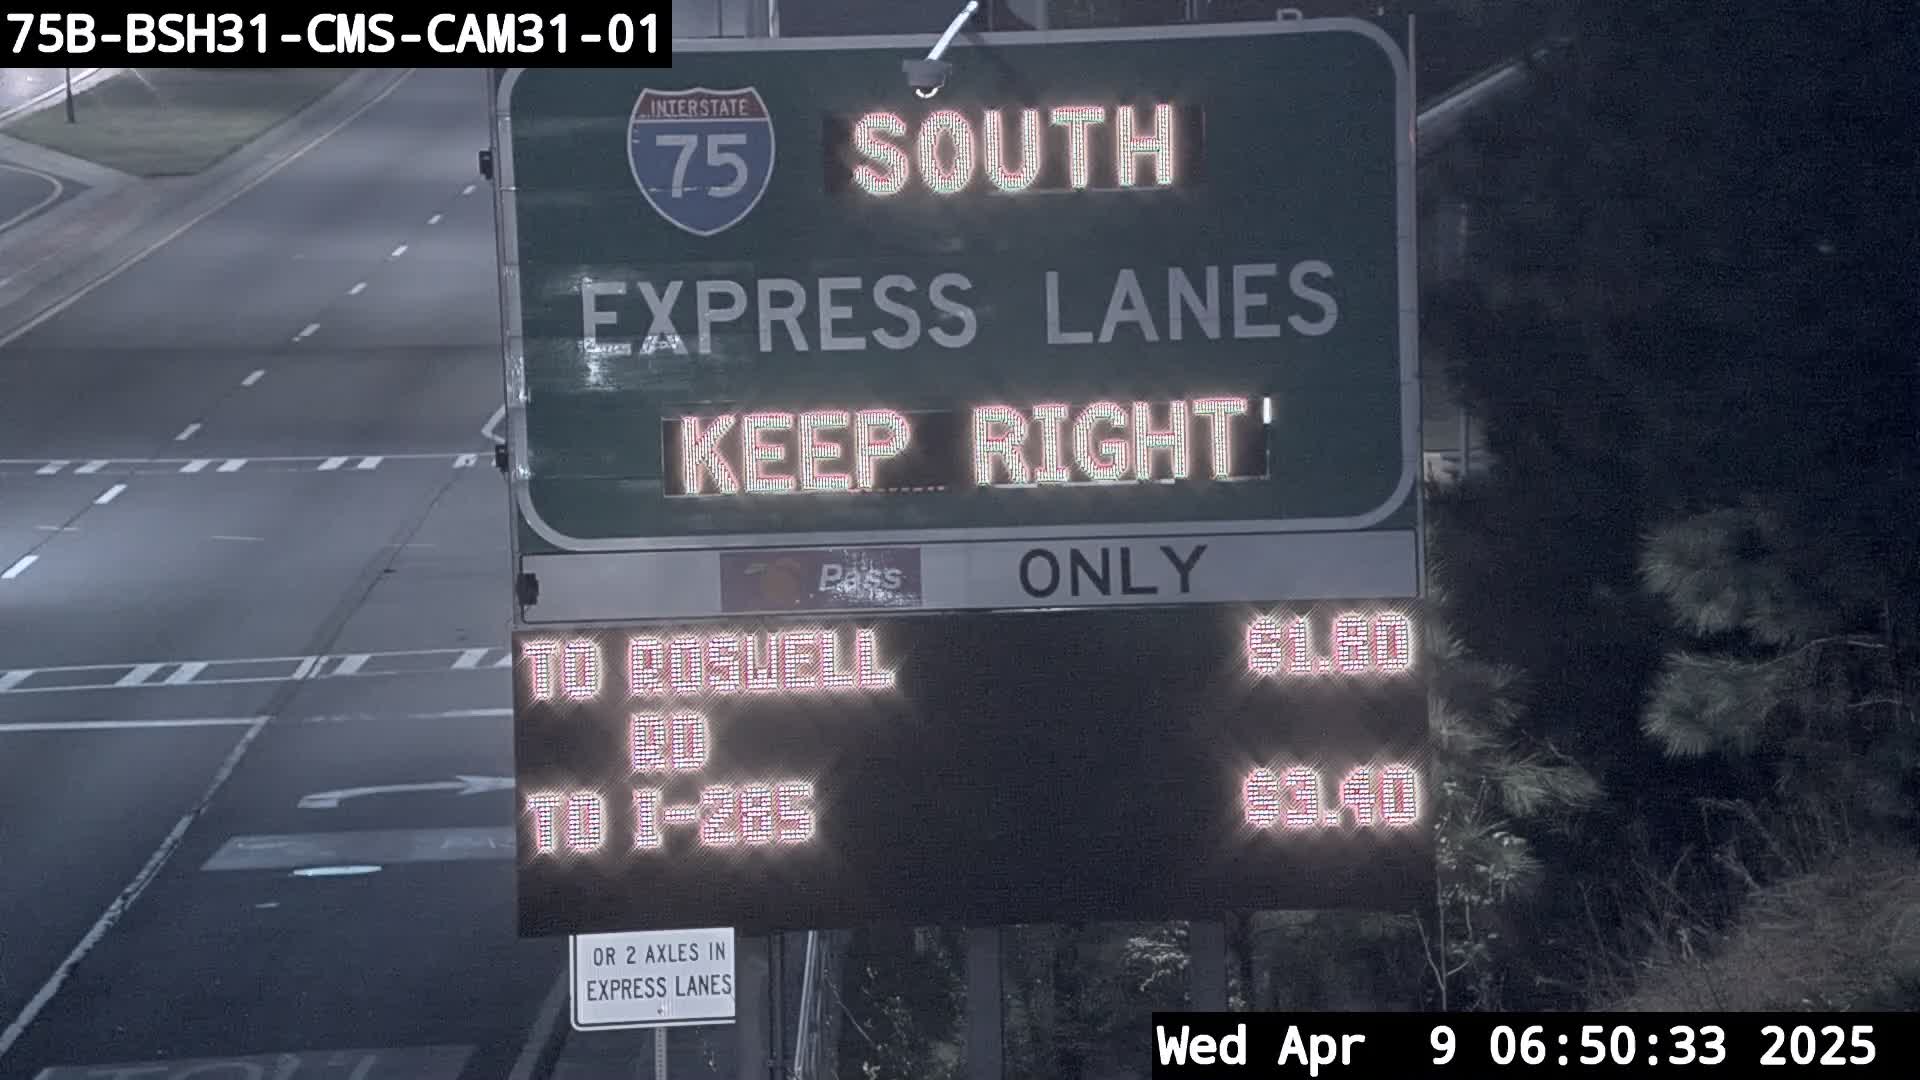 75B-BSH31-CMS-CAM31-01
INTERSTATE
75
SOUTH
EXPRESS LANES
KEEP RIGHT
Pass
ONLY
TO ROSWELL $1.80
RD
TO I-285 $3.40
OR 2 AXLES IN
EXPRESS LANES
Wed Apr 9 06:50:33 2025